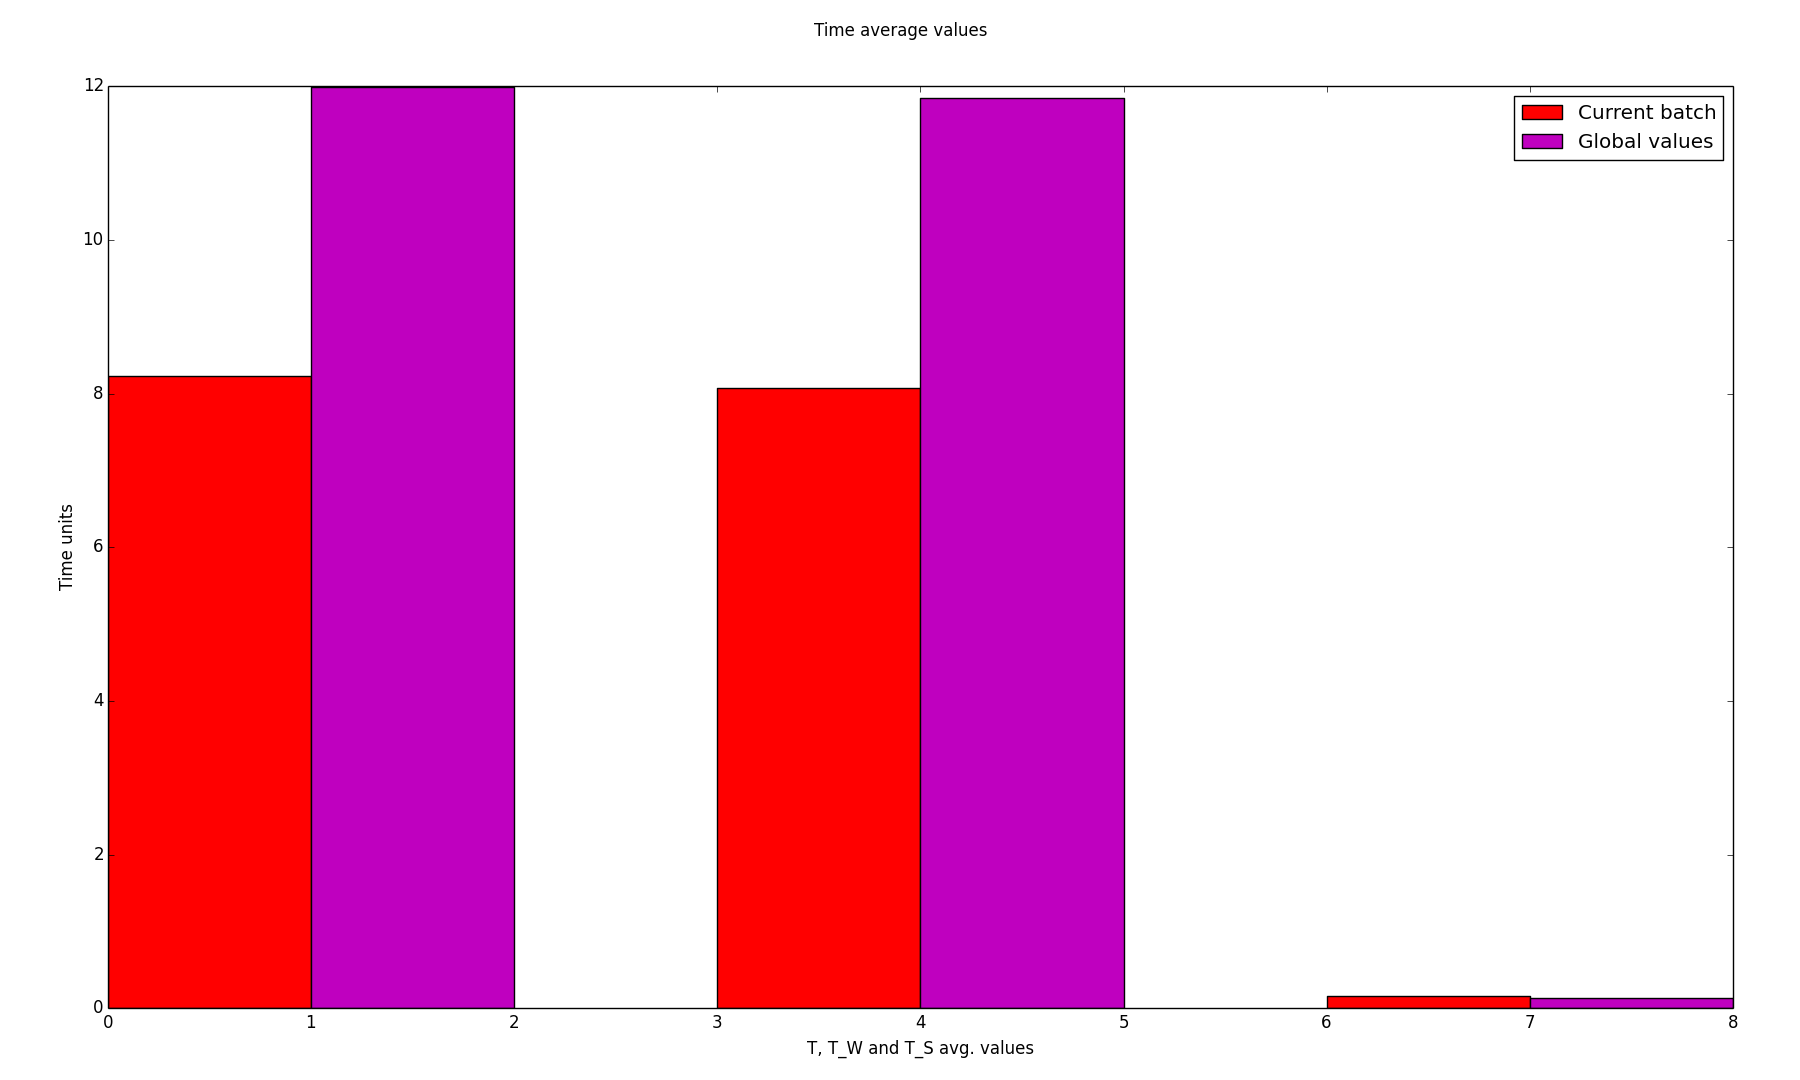 Time average values
12
10
8
6
4
2
0
Time units
Current batch
Global values
0 1 2 3 4 5 6 7 8
T, T_W and T_S avg. values